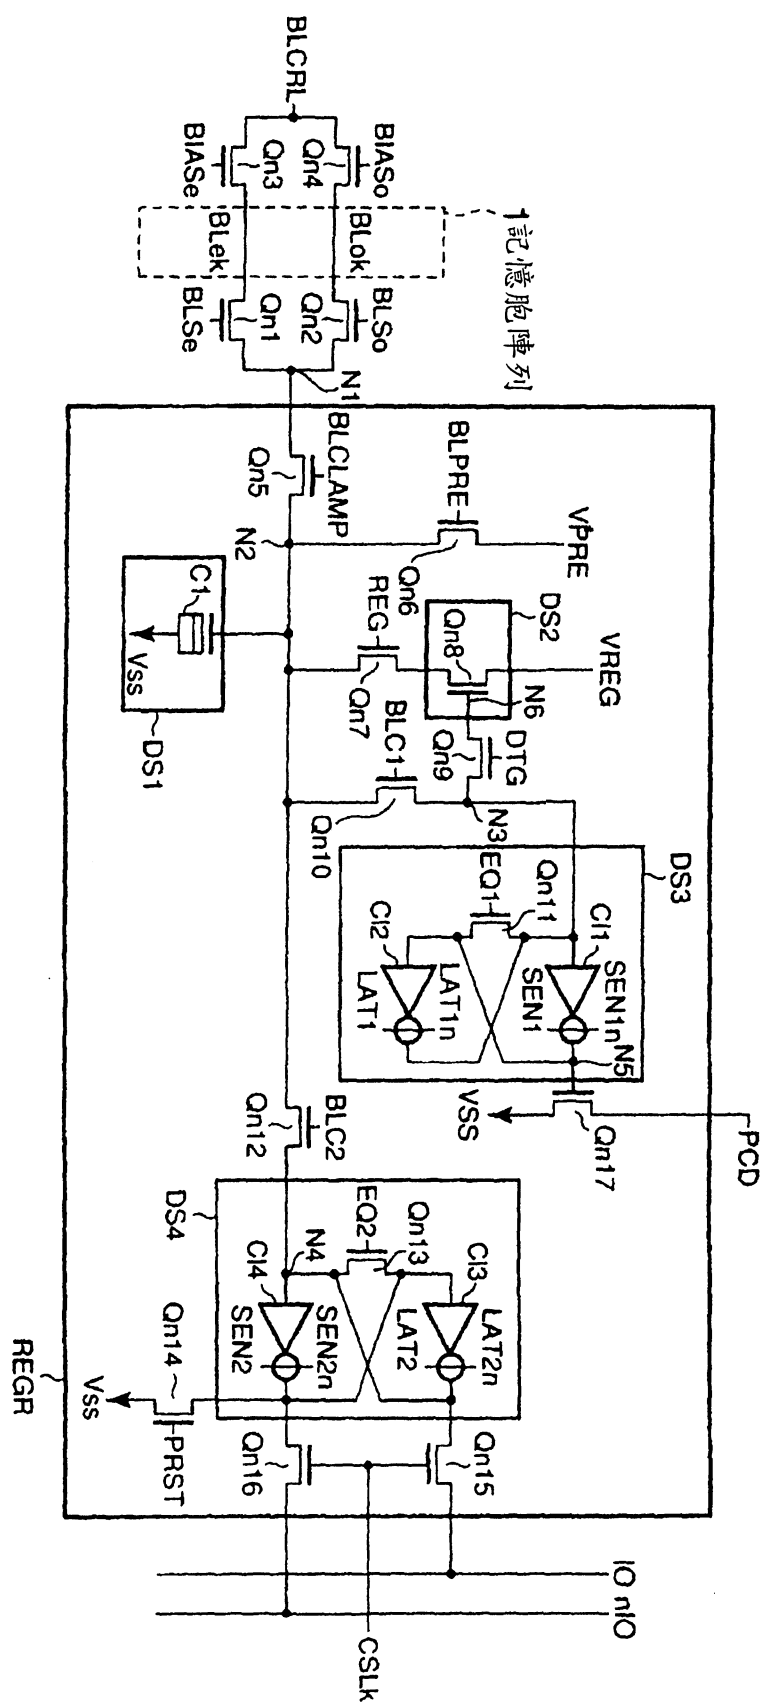 BLCRL
BIASo
BIASe
Qn4
Qn3
1記憶胞陣列
BLok
BLek
Qn2
Qn1
BLSo
BLSe
N1
BLCLAMP
Qn5
N2
VPRE
BLPRE
Qn6
C1
Vss
DS1
VREG
DS2
Qn8
N6
REG
Qn7
DTG
Qn9
BLC1
Qn10
N3
DS3
EQ1
Qn11
CI1
SEN1n
SEN1
CI2
LAT1n
LAT1
N5
PCD
VSS
Qn17
BLC2
Qn12
DS4
EQ2
Qn13
N4
CI3
LAT2n
LAT2
CI4
SEN2n
SEN2
Qn14
Vss
PRST
REGR
Qn15
Qn16
IO nIO
CSLk